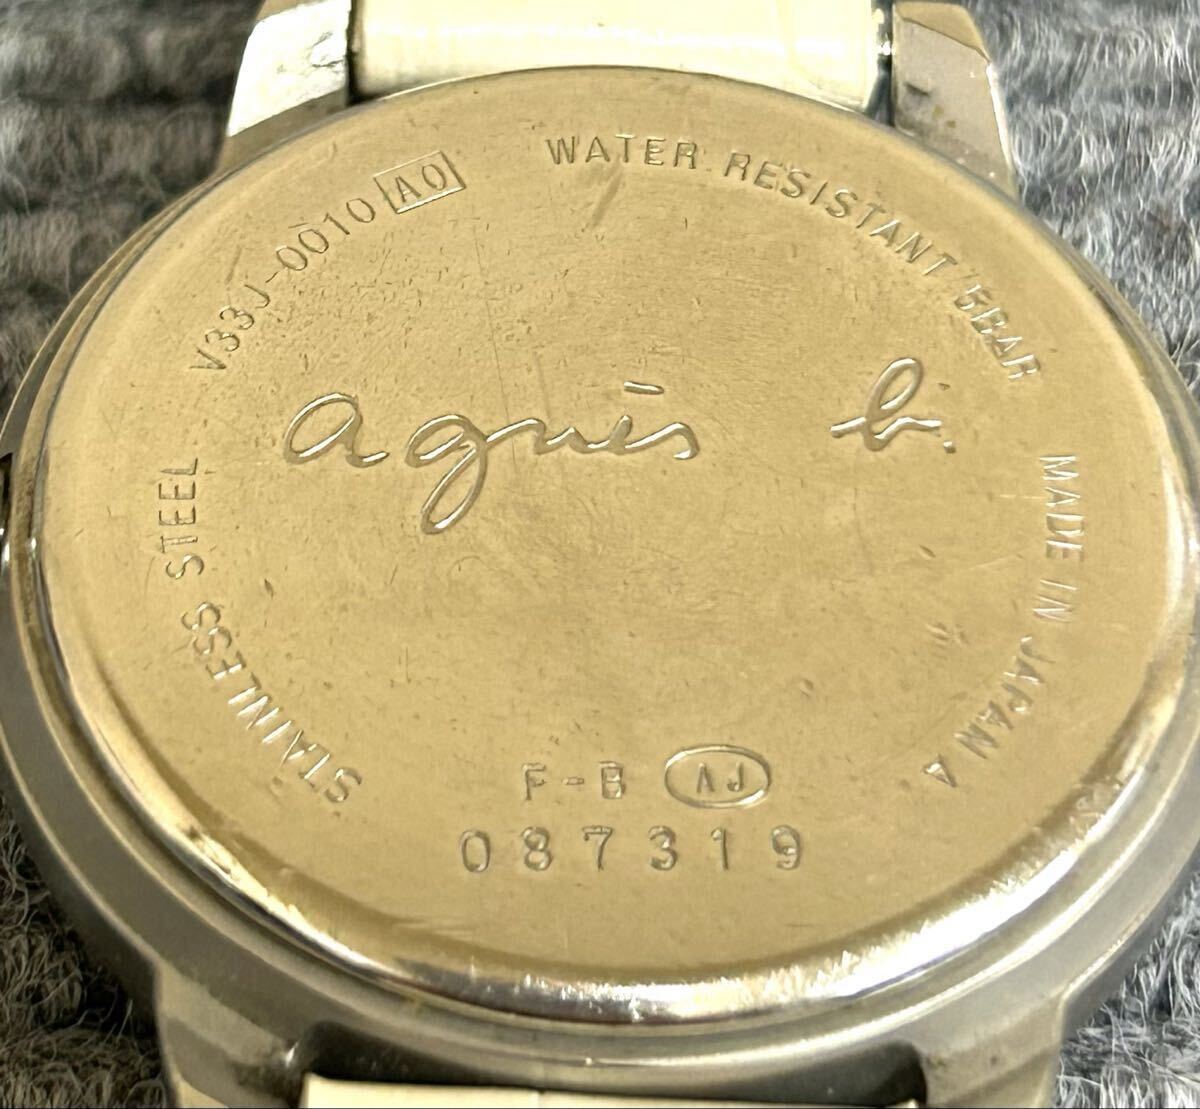 V33J-0010 A0
WATER RESISTANT 5BAR
agnès b.
STAINLESS STEEL
MADE IN JAPAN A
F-B AJ
087319